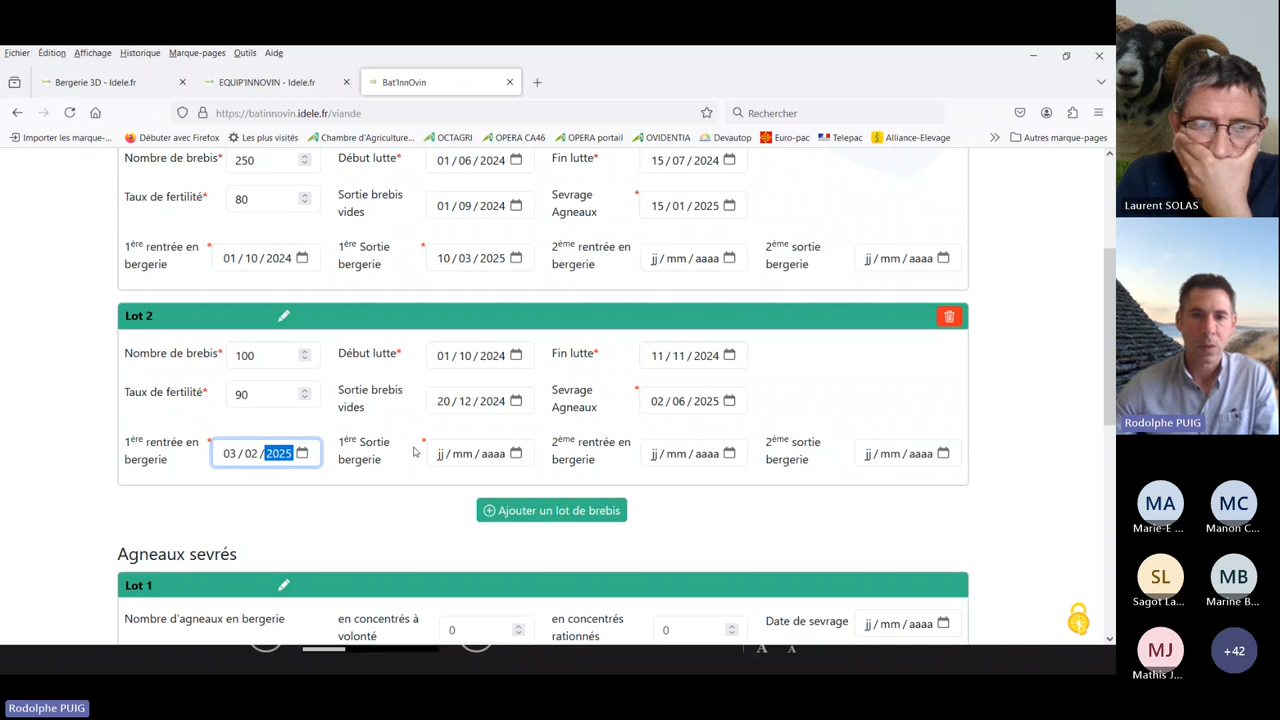 Fichier Édition Affichage Historique Marque-pages Outils Aide
Bergerie 3D - Idele.fr EQUIP'INNOVIN - Idele.fr Bat'InnOvin
https://batinnovin.idele.fr/viande Rechercher
Importer les marque-... Débuter avec Firefox Les plus visités Chambre d'Agriculture... OCTAGRI OPERA CA46 OPERA portail OVIDENTIA Devautop Euro-pac Telepac Alliance-Elevage Autres marque-pages
Nombre de brebis* 250 Début lutte* 01 / 06 / 2024 Fin lutte* 15 / 07 / 2024
Taux de fertilité* 80 Sortie brebis vides 01 / 09 / 2024 Sevrage Agneaux * 15 / 01 / 2025
1ère rentrée en bergerie * 01 / 10 / 2024 1ère Sortie bergerie * 10 / 03 / 2025 2ème rentrée en bergerie jj / mm / aaaa 2ème sortie bergerie jj / mm / aaaa
Lot 2
Nombre de brebis* 100 Début lutte* 01 / 10 / 2024 Fin lutte* 11 / 11 / 2024
Taux de fertilité* 90 Sortie brebis vides 20 / 12 / 2024 Sevrage Agneaux * 02 / 06 / 2025
1ère rentrée en bergerie * 03 / 02 / 2025 1ère Sortie bergerie * jj / mm / aaaa 2ème rentrée en bergerie jj / mm / aaaa 2ème sortie bergerie jj / mm / aaaa
Ajouter un lot de brebis
Agneaux sevrés
Lot 1
Nombre d'agneaux en bergerie en concentrés à volonté 0 en concentrés rationnés 0 Date de sevrage jj / mm / aaaa
A A
Laurent SOLAS
Rodolphe PUIG
MA MC
Marie-E ... Manon C...
SL MB
Sagot La... Marine B...
MJ +42
Mathis J...
Rodolphe PUIG